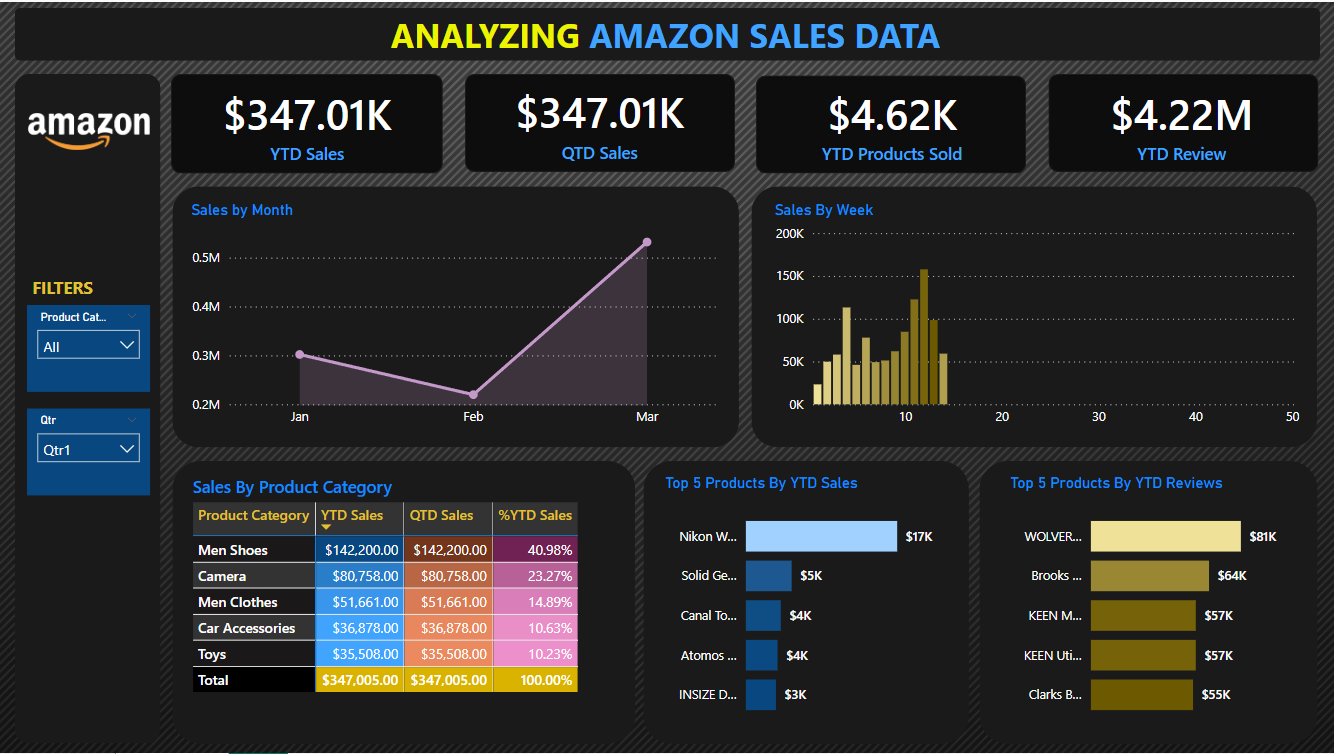 ANALYZING AMAZON SALES DATA
amazon
$347.01K
YTD Sales
$347.01K
QTD Sales
$4.62K
YTD Products Sold
$4.22M
YTD Review
FILTERS
Product Cat...
All
Qtr
Qtr1
Sales by Month
0.5M
0.4M
0.3M
0.2M
Jan Feb Mar
Sales By Week
200K
150K
100K
50K
0K
10 20 30 40 50
Sales By Product Category
Product Category YTD Sales QTD Sales %YTD Sales
Men Shoes $142,200.00 $142,200.00 40.98%
Camera $80,758.00 $80,758.00 23.27%
Men Clothes $51,661.00 $51,661.00 14.89%
Car Accessories $36,878.00 $36,878.00 10.63%
Toys $35,508.00 $35,508.00 10.23%
Total $347,005.00 $347,005.00 100.00%
Top 5 Products By YTD Sales
Nikon W... $17K
Solid Ge... $5K
Canal To... $4K
Atomos ... $4K
INSIZE D... $3K
Top 5 Products By YTD Reviews
WOLVER... $81K
Brooks ... $64K
KEEN M... $57K
KEEN Uti... $57K
Clarks B... $55K